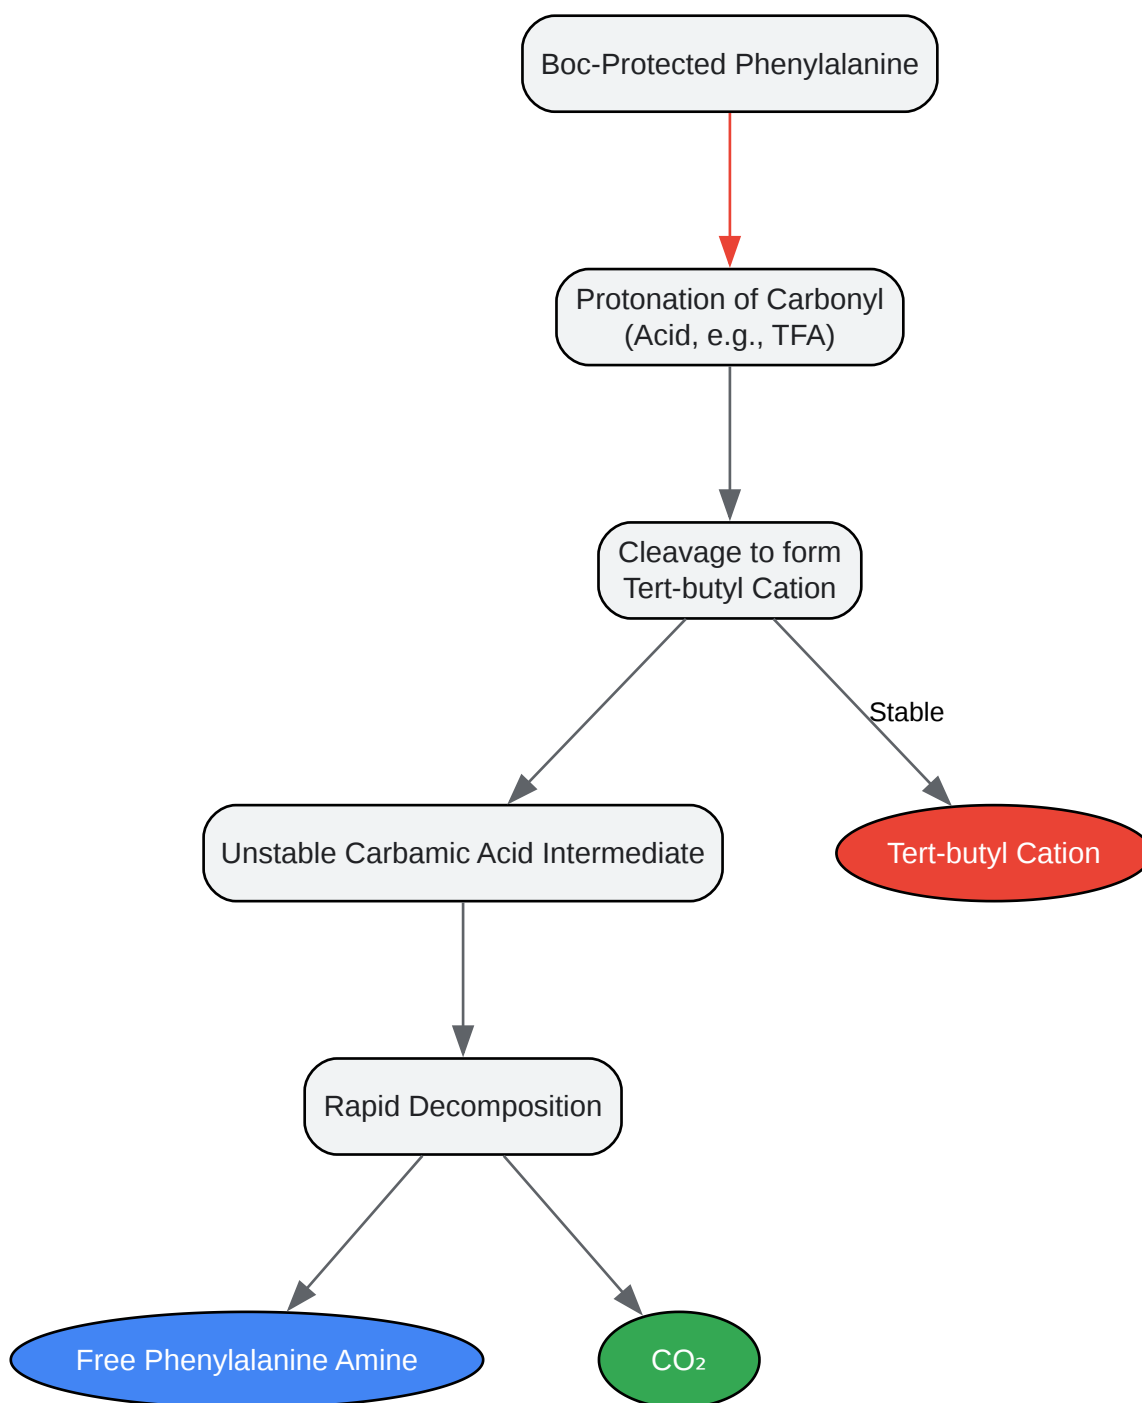 Boc-Protected Phenylalanine
Protonation of Carbonyl
(Acid, e.g., TFA)
Cleavage to form
Tert-butyl Cation
Stable
Unstable Carbamic Acid Intermediate
Tert-butyl Cation
Rapid Decomposition
Free Phenylalanine Amine
CO₂